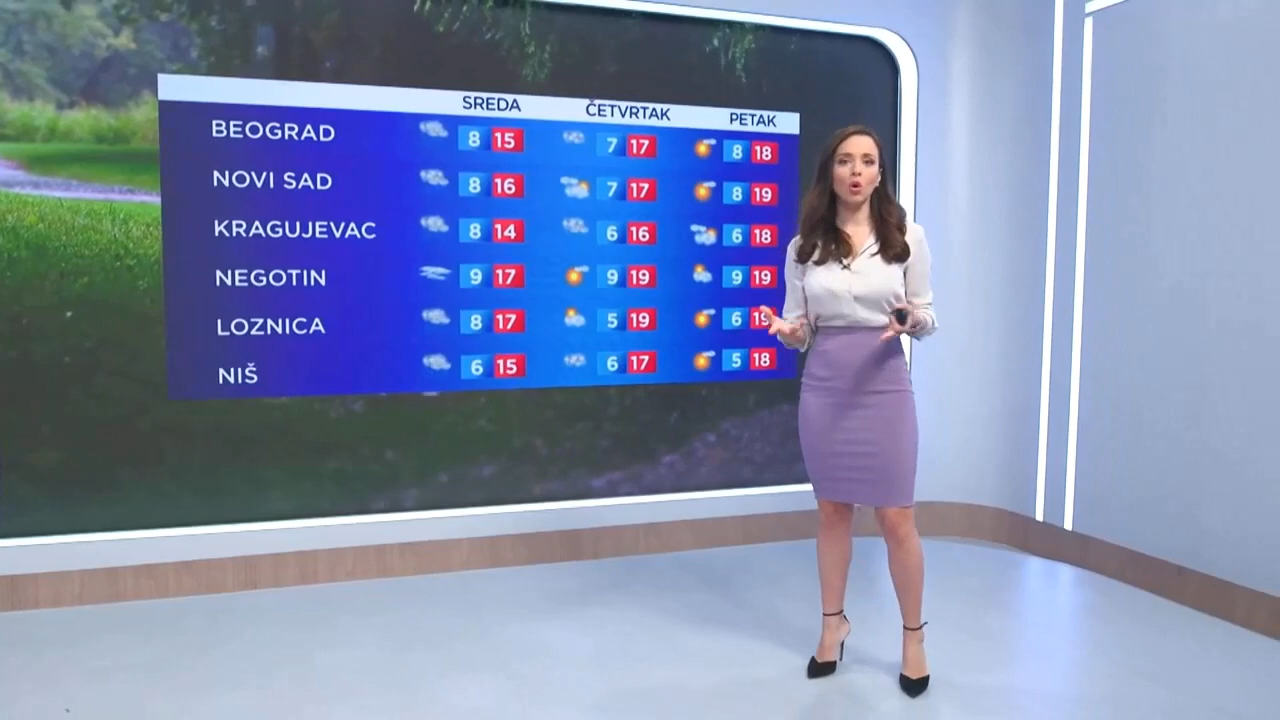 SREDA ČETVRTAK PETAK
BEOGRAD 8 15 7 17 8 18
NOVI SAD 8 16 7 17 8 19
KRAGUJEVAC 8 14 6 16 6 18
NEGOTIN 9 17 9 19 9 19
LOZNICA 8 17 5 19 6 19
NIŠ 6 15 6 17 5 18